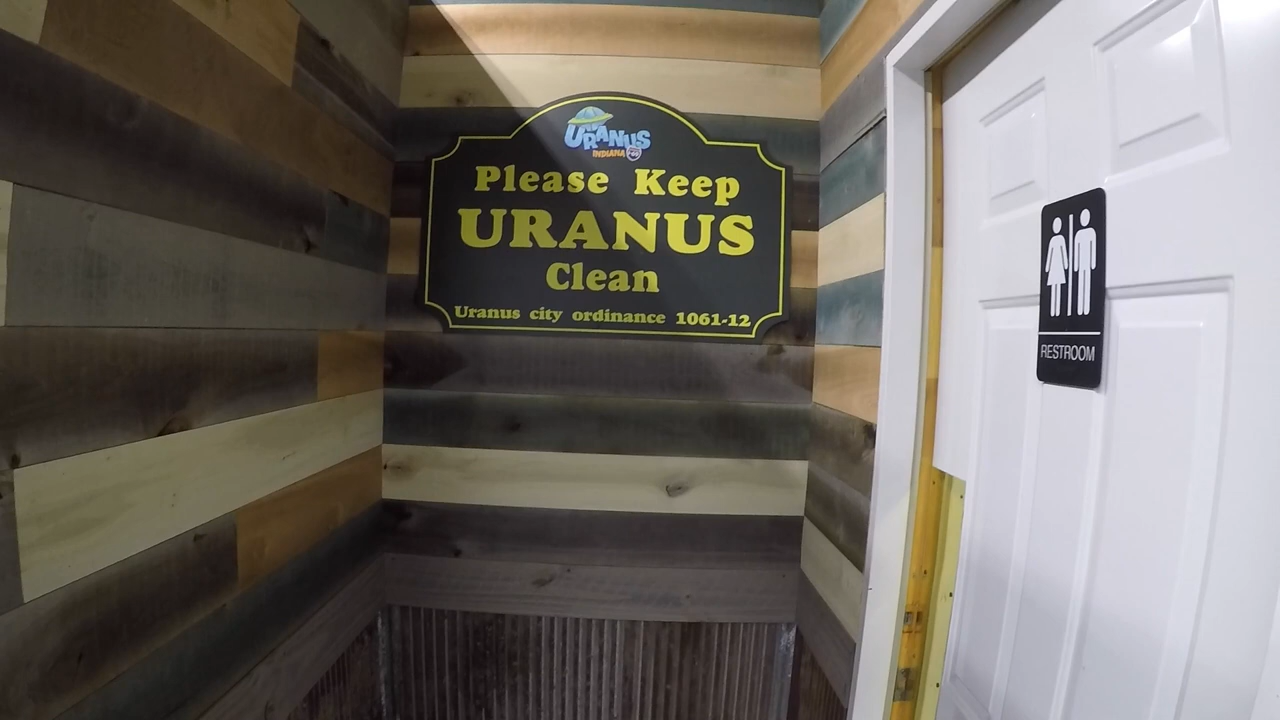 URANUS
INDIANA
Please Keep
URANUS
Clean
Uranus city ordinance 1061-12
RESTROOM